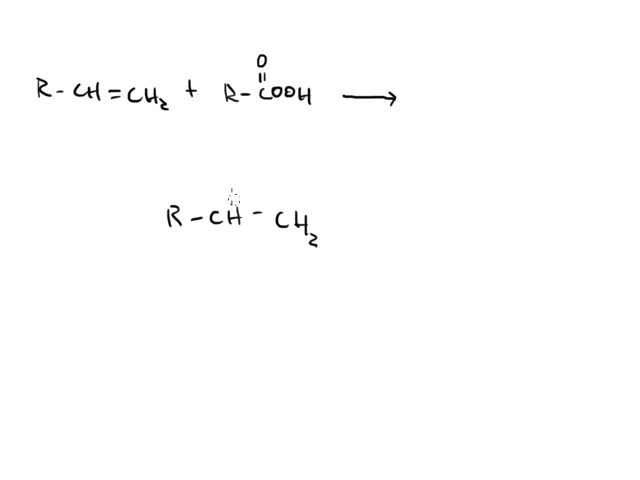 O
R - CH = CH2 + R - COOH ⟶
R - CH - CH2